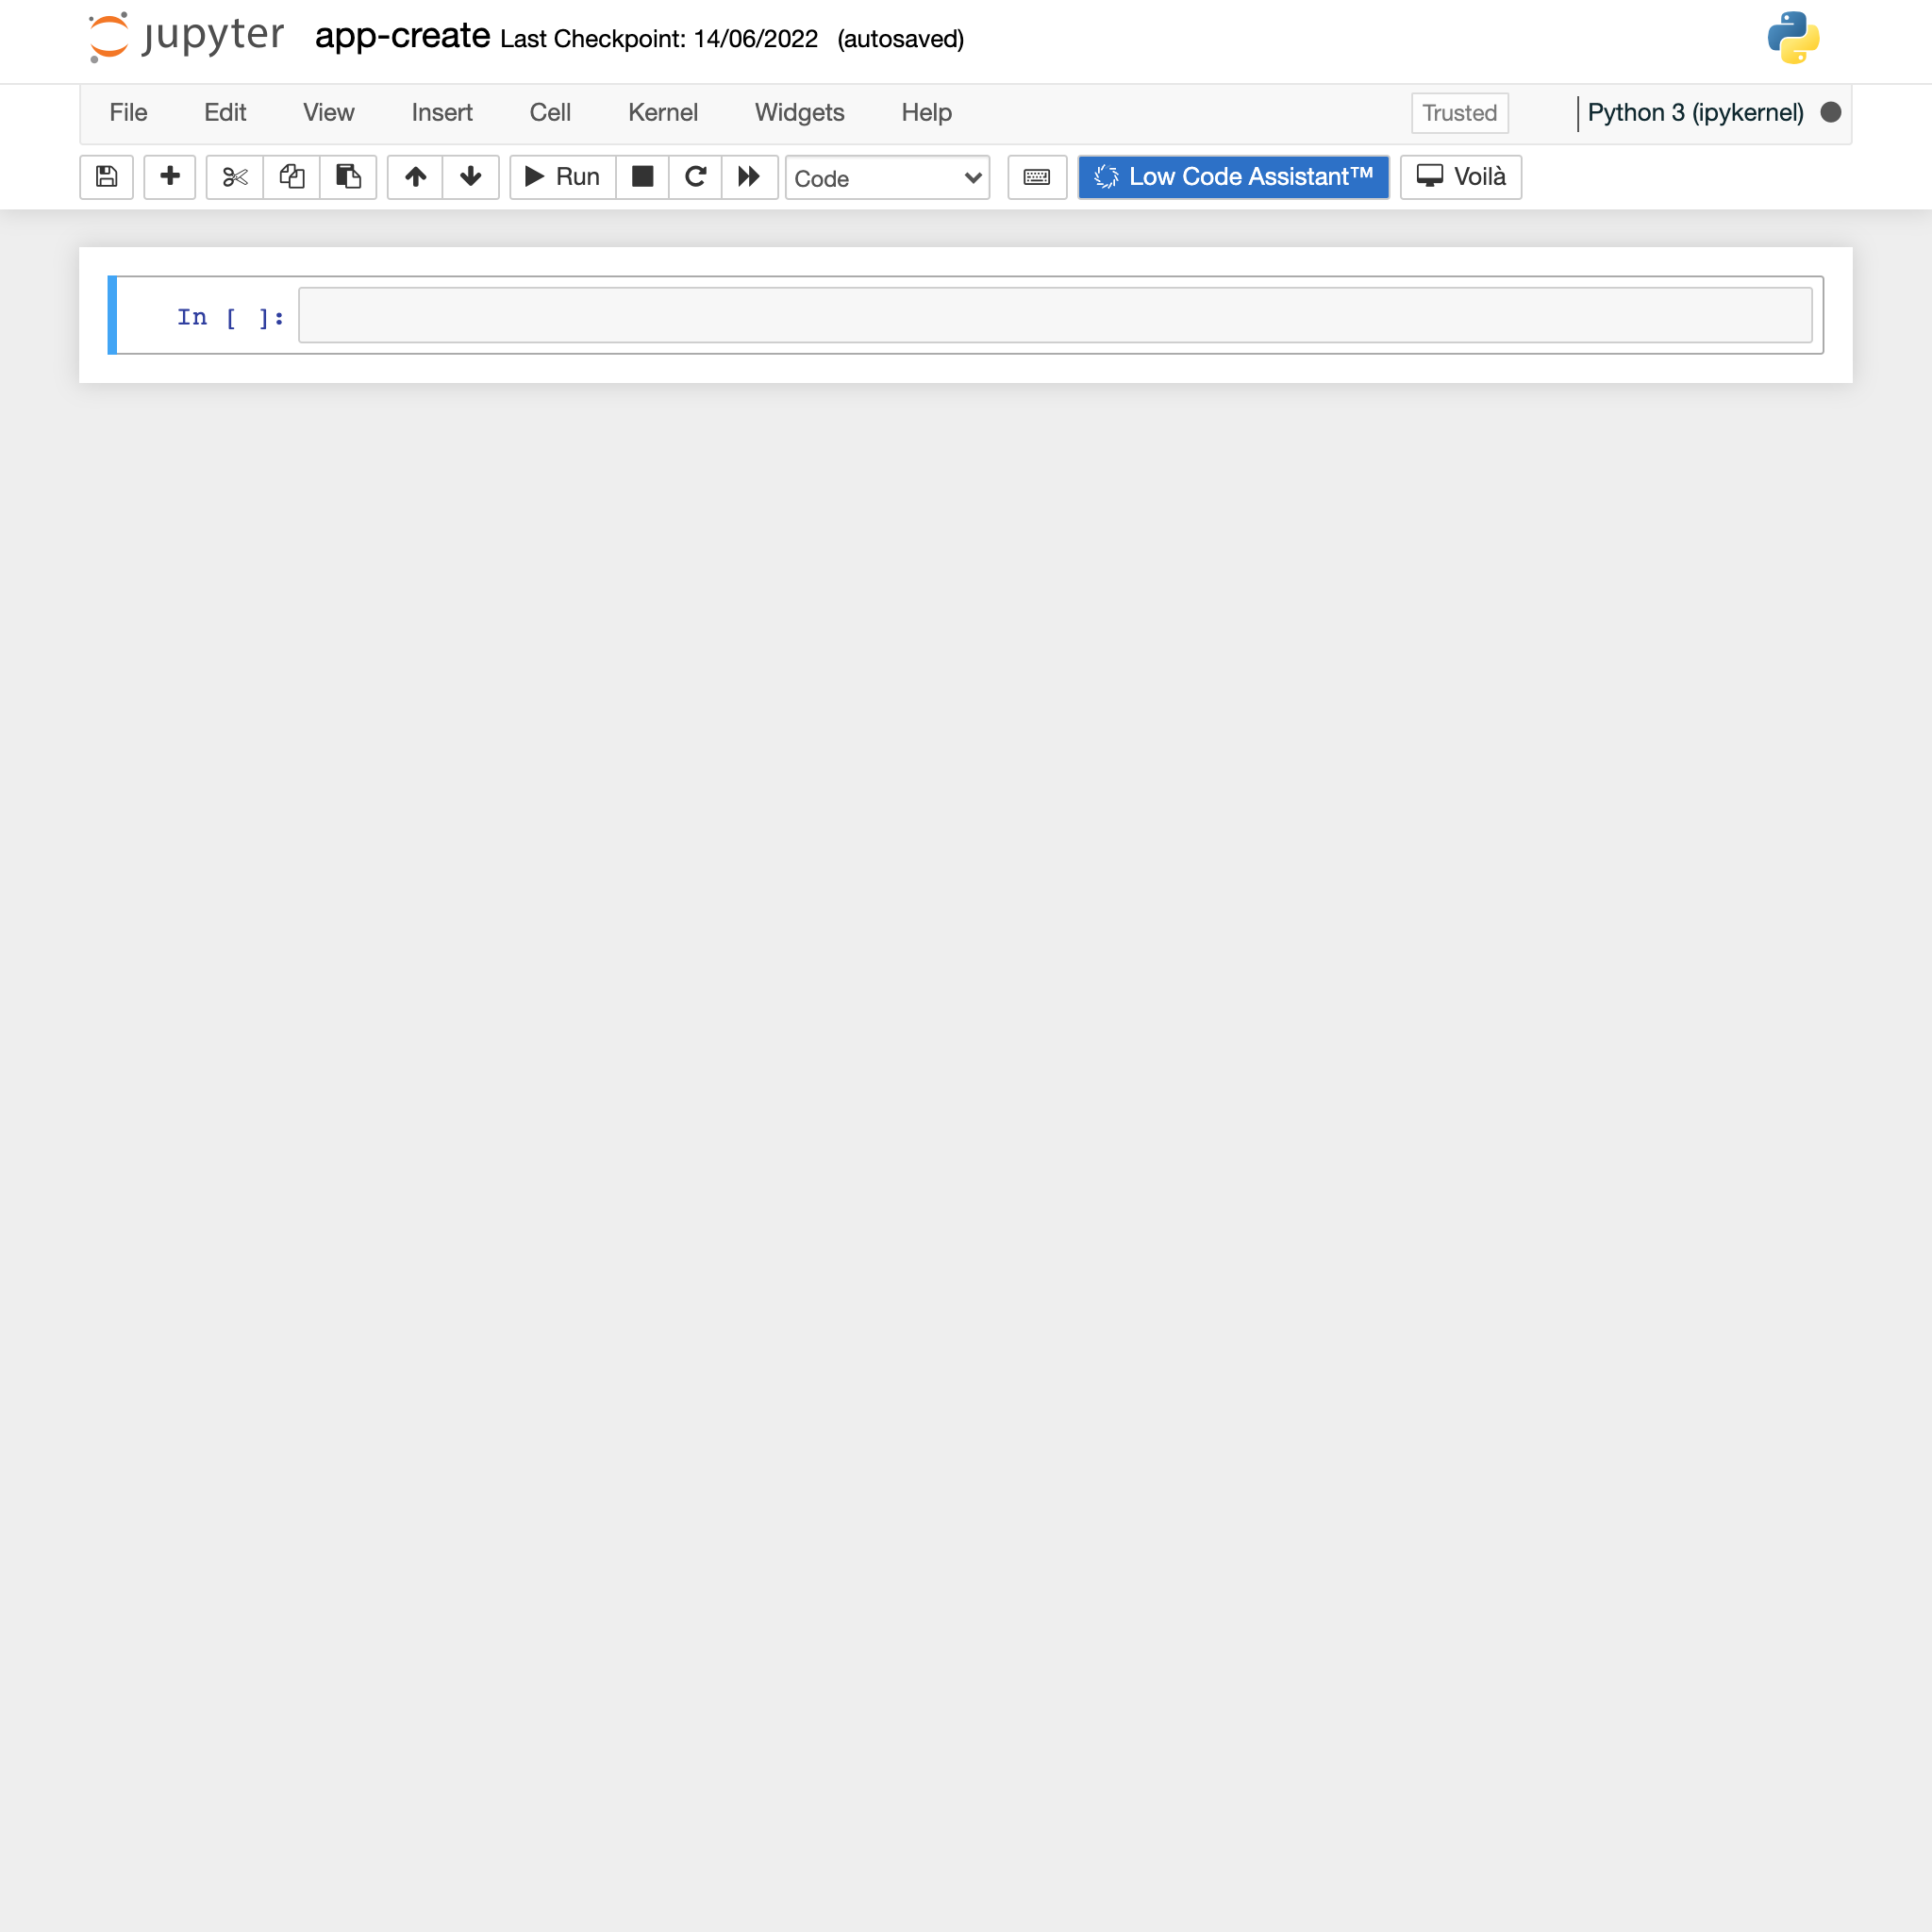 jupyter app-create Last Checkpoint: 14/06/2022 (autosaved)
File Edit View Insert Cell Kernel Widgets Help Trusted Python 3 (ipykernel)
Run Code Low Code Assistant™ Voilà
In [ ]: